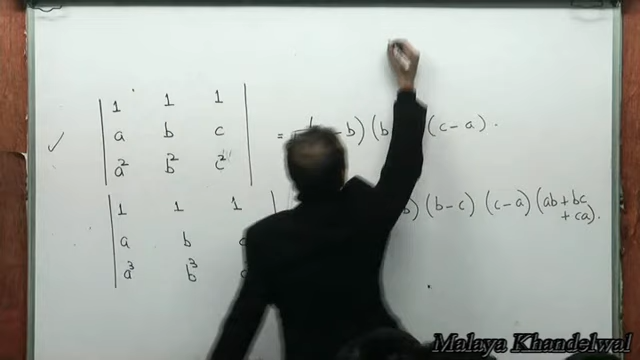 ✓ | 1 1 1 |
| a b c | = b) (b (c – a).
| a² b² c² |
| 1 1 1 |
| a b b) (b – c) (c – a) (ab + bc
| a³ b³ + ca).
Malaya Khandelwal